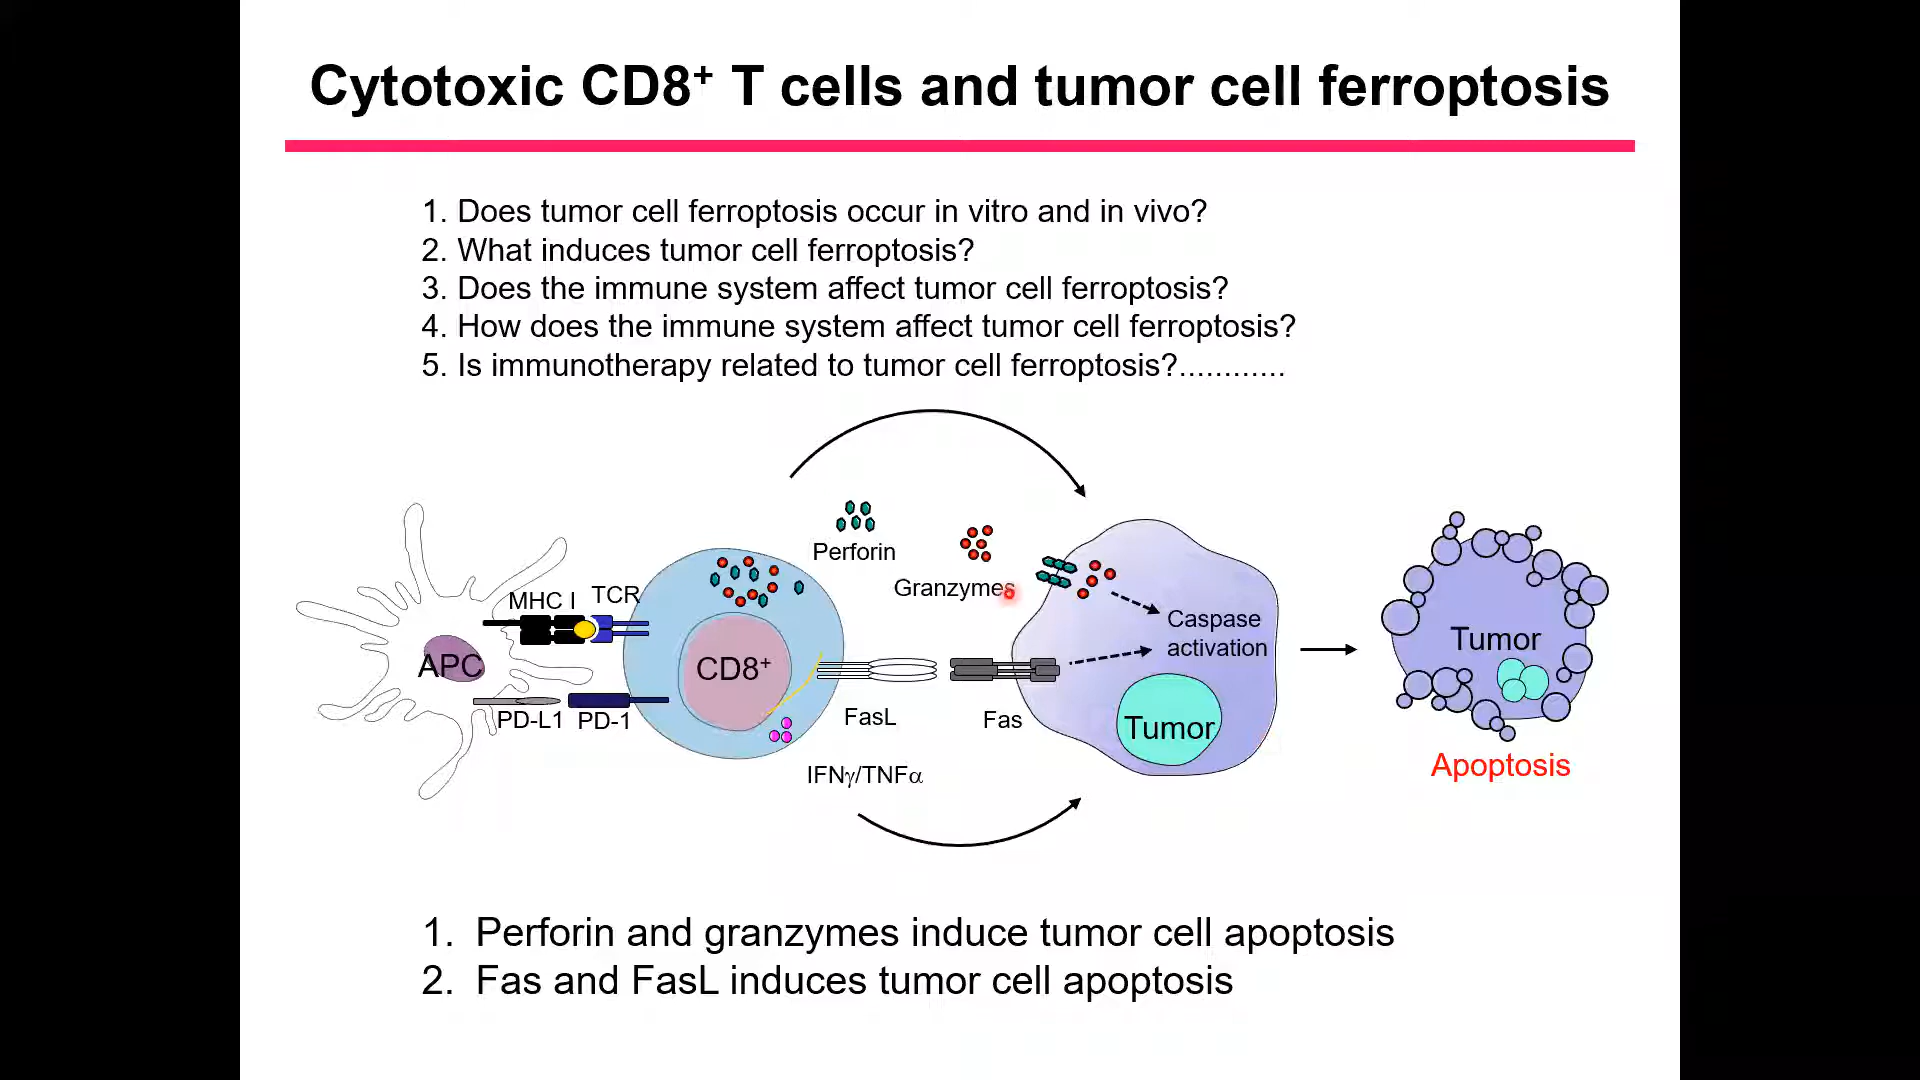 Cytotoxic CD8⁺ T cells and tumor cell ferroptosis
1. Does tumor cell ferroptosis occur in vitro and in vivo?
2. What induces tumor cell ferroptosis?
3. Does the immune system affect tumor cell ferroptosis?
4. How does the immune system affect tumor cell ferroptosis?
5. Is immunotherapy related to tumor cell ferroptosis?............
Perforin
Granzymes
MHC I
TCR
APC
CD8⁺
PD-L1
PD-1
FasL
Fas
IFNγ/TNFα
Caspase
activation
Tumor
Tumor
Apoptosis
1. Perforin and granzymes induce tumor cell apoptosis
2. Fas and FasL induces tumor cell apoptosis